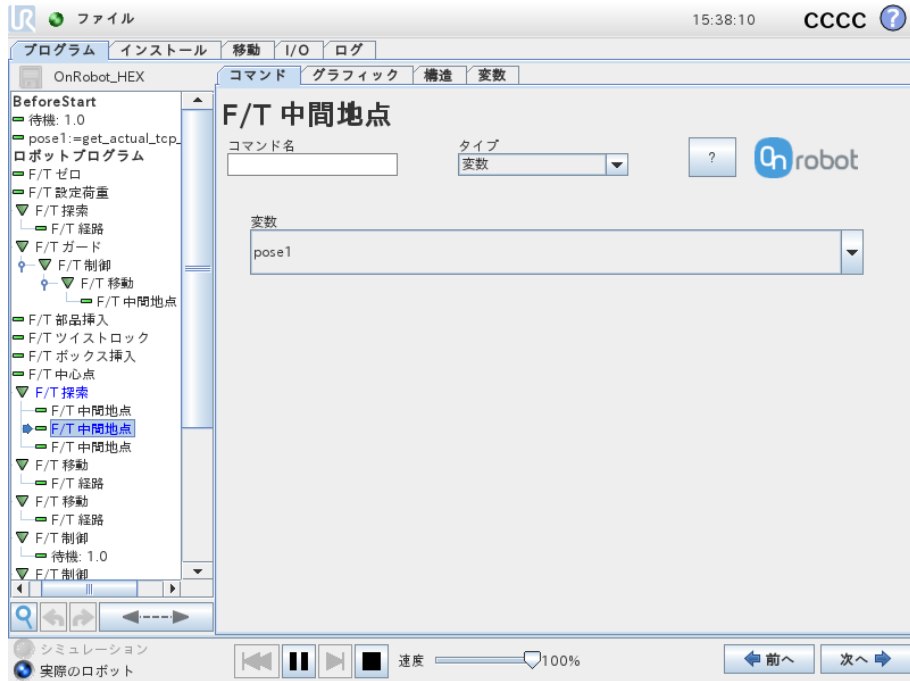 UR ファイル 15:38:10 CCCC ?
プログラム インストール 移動 I/O ログ
OnRobot_HEX
コマンド グラフィック 構造 変数
BeforeStart
待機: 1.0
pose1:=get_actual_tcp_
ロボットプログラム
F/T ゼロ
F/T 設定荷重
F/T 探索
F/T 経路
F/T ガード
F/T 制御
F/T 移動
F/T 中間地点
F/T 部品挿入
F/T ツイストロック
F/T ボックス挿入
F/T 中心点
F/T 探索
F/T 中間地点
F/T 中間地点
F/T 中間地点
F/T 移動
F/T 経路
F/T 移動
F/T 経路
F/T 制御
待機: 1.0
F/T 制御
F/T 中間地点
コマンド名 タイプ
変数
?
On robot
変数
pose1
シミュレーション
実際のロボット
速度 100%
前へ 次へ